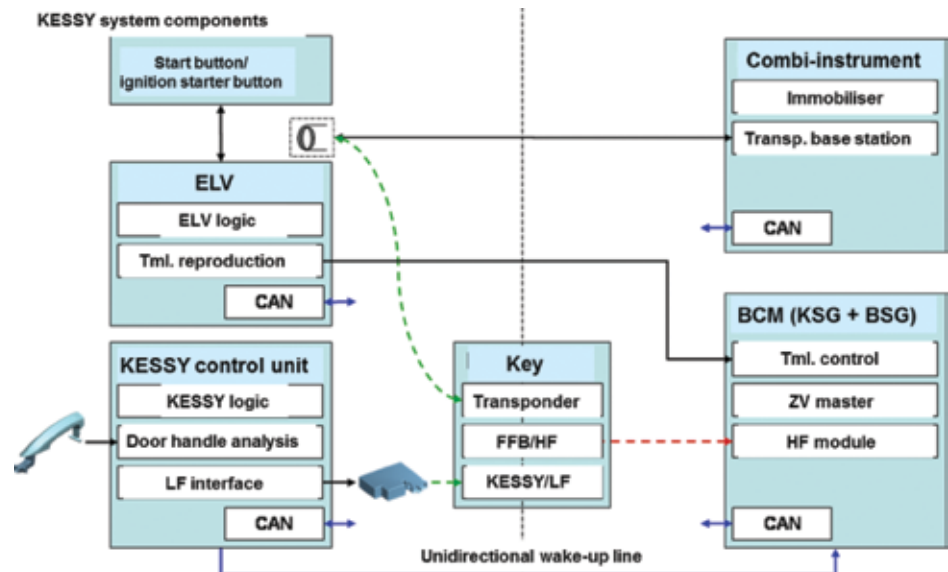 KESSY system components
Start button/
ignition starter button
ELV
ELV logic
Tml. reproduction
CAN
KESSY control unit
KESSY logic
Door handle analysis
LF interface
CAN
Key
Transponder
FFB/HF
KESSY/LF
Combi-instrument
Immobiliser
Transp. base station
CAN
BCM (KSG + BSG)
Tml. control
ZV master
HF module
CAN
Unidirectional wake-up line